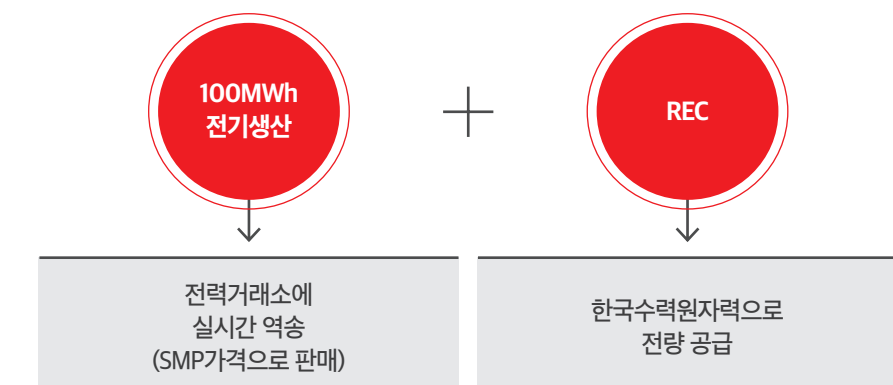 100MWh
전기생산
REC
전력거래소에
실시간 역송
(SMP가격으로 판매)
한국수력원자력으로
전량 공급